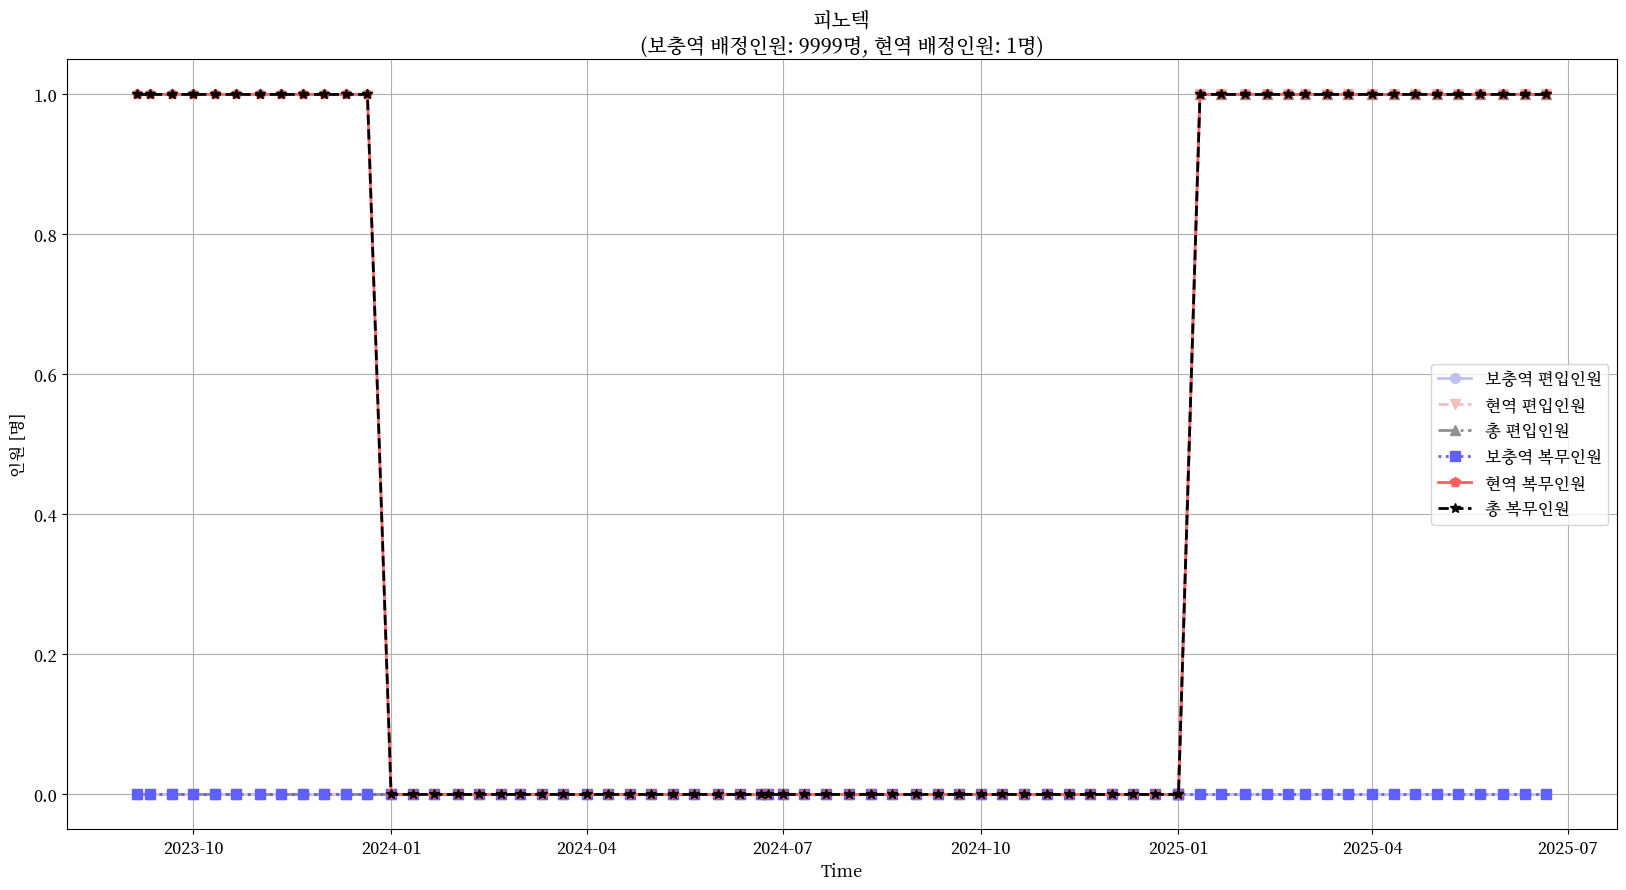 피노텍
(보충역 배정인원: 9999명, 현역 배정인원: 1명)
인원 [명]
1.0
0.8
0.6
0.4
0.2
0.0
보충역 편입인원
현역 편입인원
총 편입인원
보충역 복무인원
현역 복무인원
총 복무인원
2023-10 2024-01 2024-04 2024-07 2024-10 2025-01 2025-04 2025-07
Time